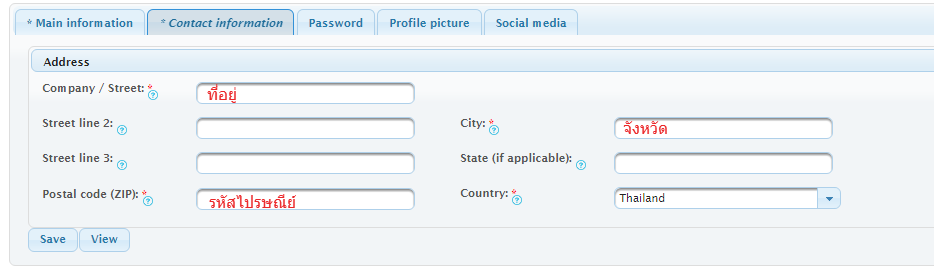 * Main information
* Contact information
Password
Profile picture
Social media
Address
Company / Street: *
ที่อยู่
Street line 2:
City: *
จังหวัด
Street line 3:
State (if applicable):
Postal code (ZIP): *
รหัสไปรษณีย์
Country: *
Thailand
Save
View